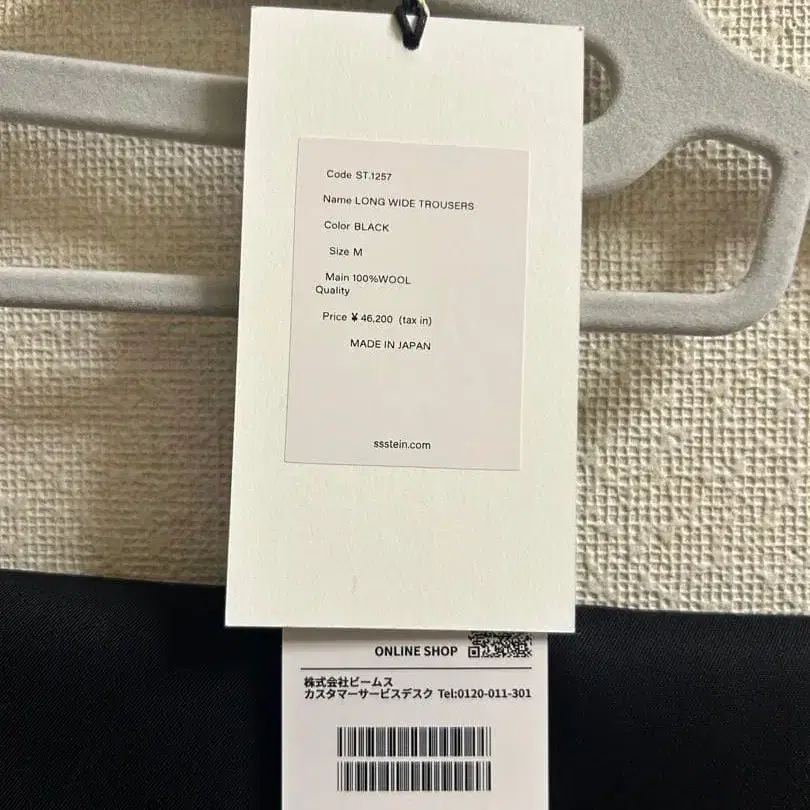 Code ST.1257
Name LONG WIDE TROUSERS
Color BLACK
Size M
Main 100%WOOL
Quality
Price ¥ 46,200 (tax in)
MADE IN JAPAN
ssstein.com
ONLINE SHOP
株式会社ビームス
カスタマーサービスデスク Tel:0120-011-301